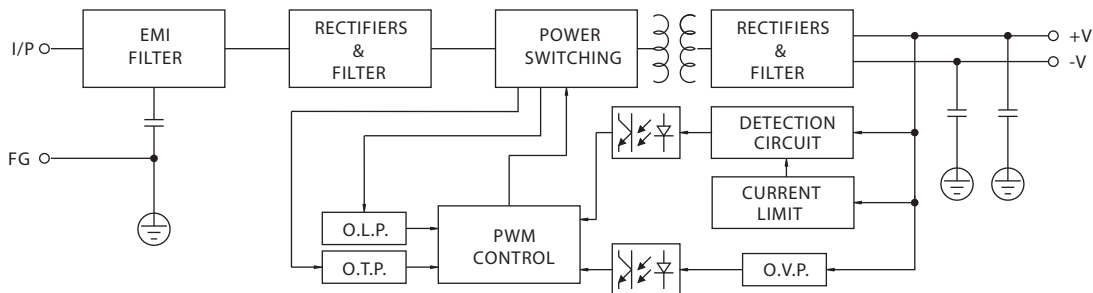 I/P
EMI
FILTER
RECTIFIERS
&
FILTER
POWER
SWITCHING
RECTIFIERS
&
FILTER
+V
-V
FG
DETECTION
CIRCUIT
CURRENT
LIMIT
O.L.P.
O.T.P.
PWM
CONTROL
O.V.P.